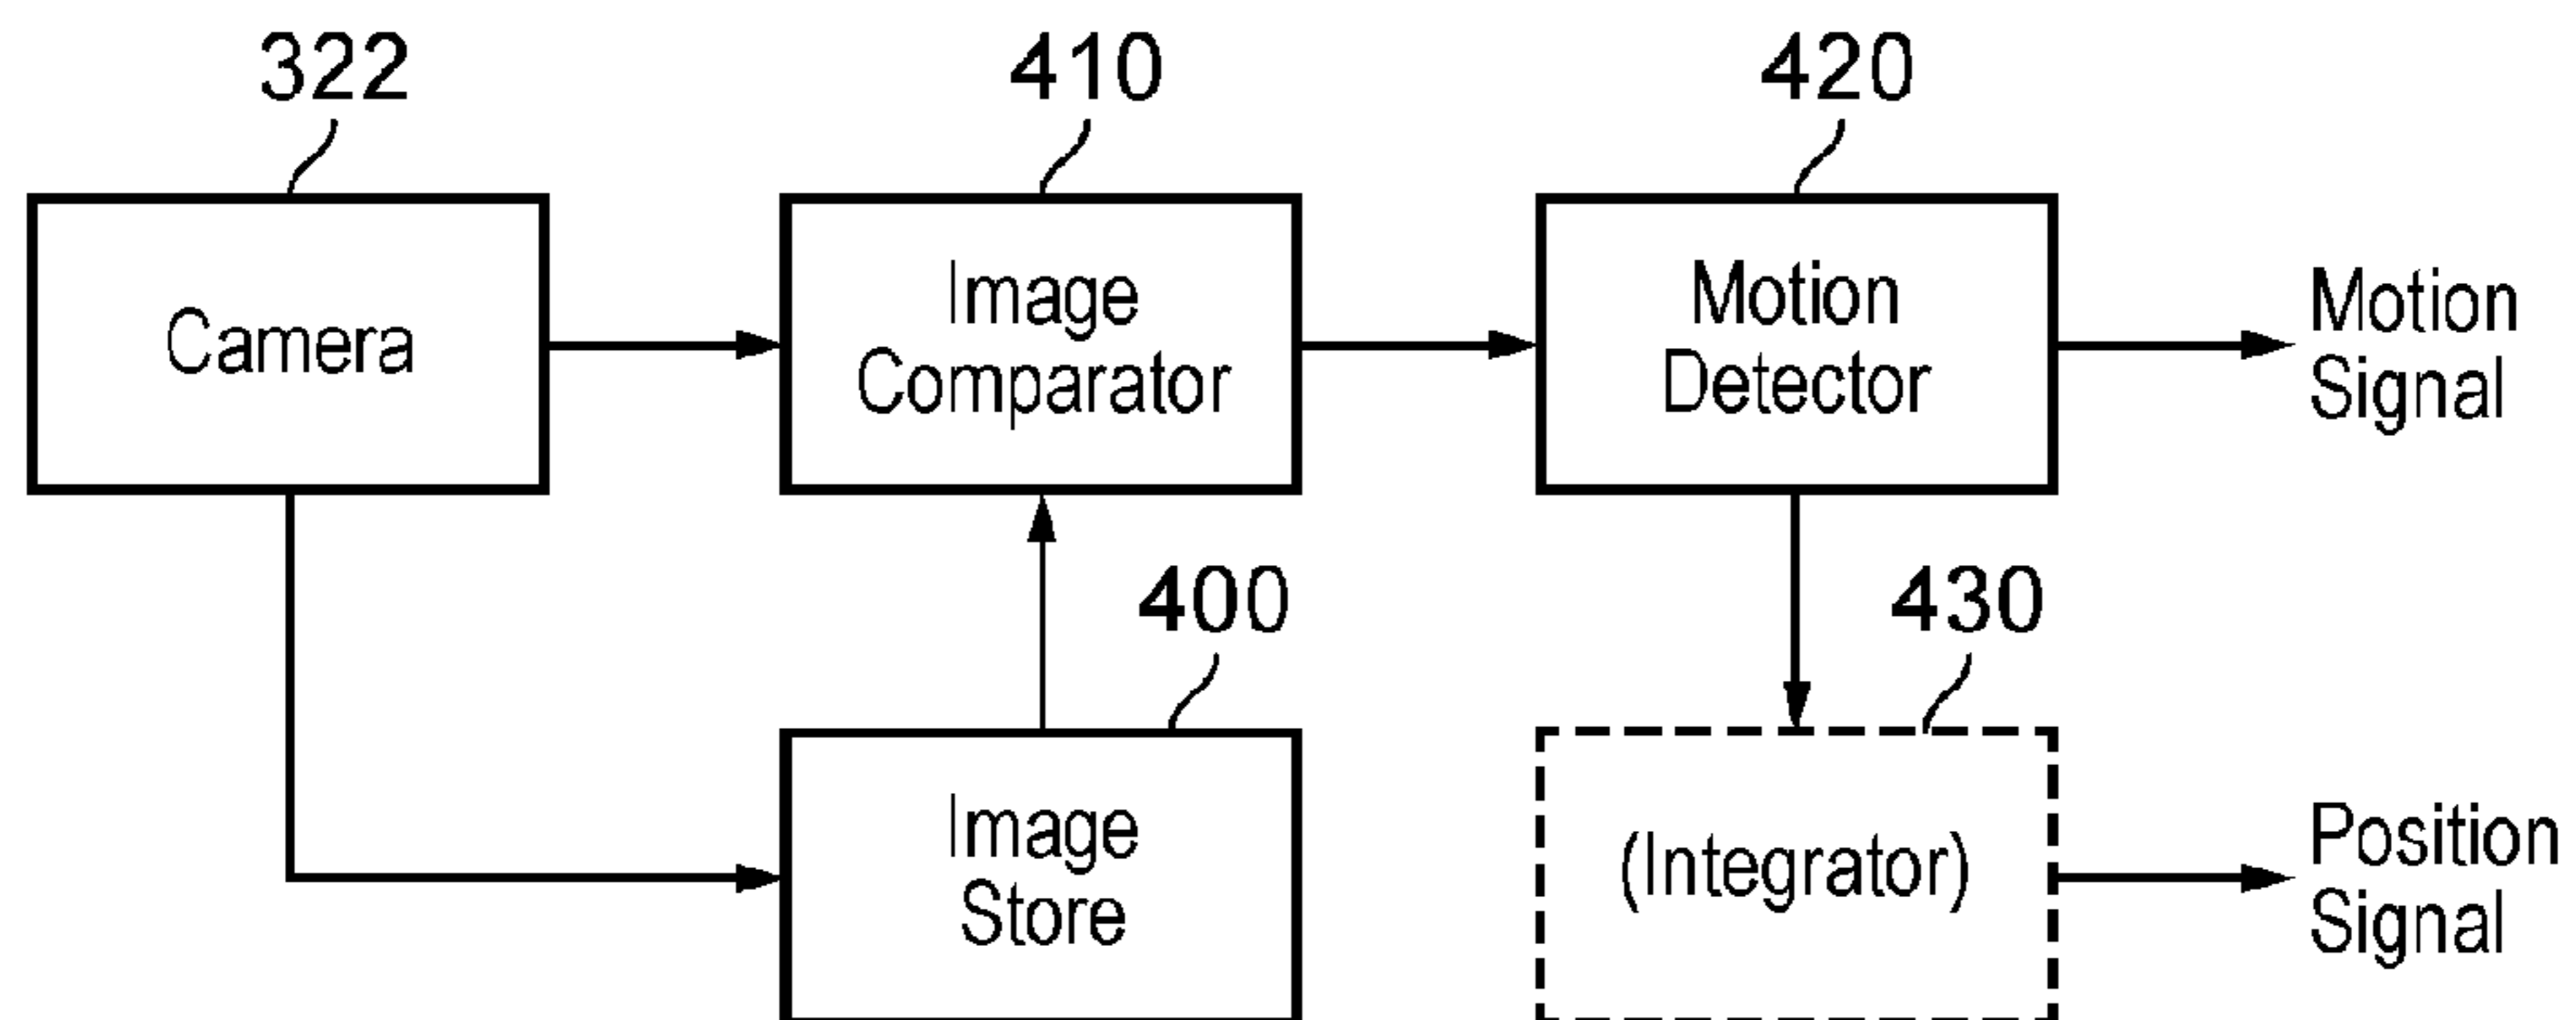 322
410
420
Camera
Image
Comparator
Motion
Detector
Motion
Signal
400
430
Image
Store
(Integrator)
Position
Signal